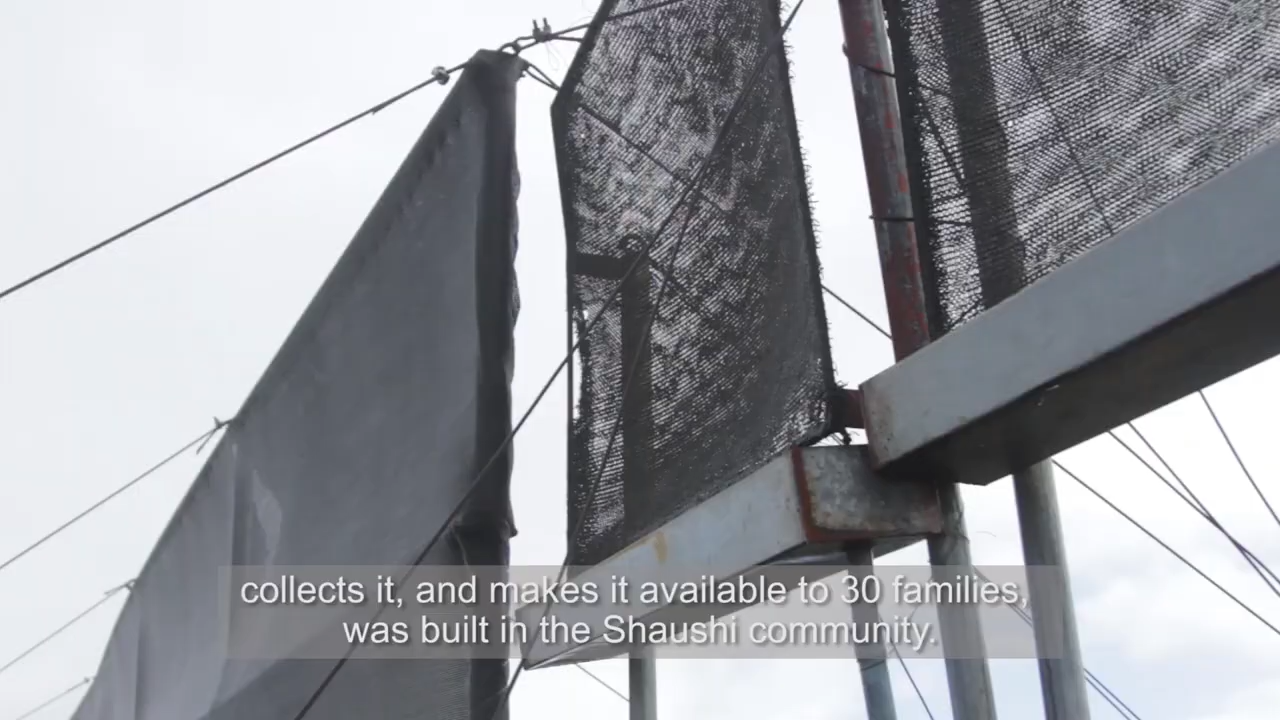 collects it, and makes it available to 30 families,
was built in the Shaushi community.